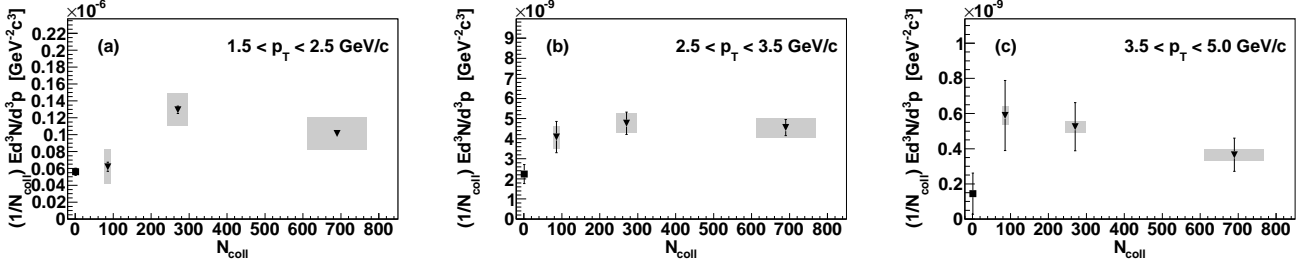 ×10⁻⁶
(1/N_coll) Ed³N/d³p [GeV⁻²c³]
(a)
1.5 < p_T < 2.5 GeV/c
0.22
0.2
0.18
0.16
0.14
0.12
0.1
0.08
0.06
0.04
0.02
0
0 100 200 300 400 500 600 700 800
N_coll
×10⁻⁹
(1/N_coll) Ed³N/d³p [GeV⁻²c³]
(b)
2.5 < p_T < 3.5 GeV/c
9
8
7
6
5
4
3
2
1
0
0 100 200 300 400 500 600 700 800
N_coll
×10⁻⁹
(1/N_coll) Ed³N/d³p [GeV⁻²c³]
(c)
3.5 < p_T < 5.0 GeV/c
1
0.8
0.6
0.4
0.2
0
0 100 200 300 400 500 600 700 800
N_coll